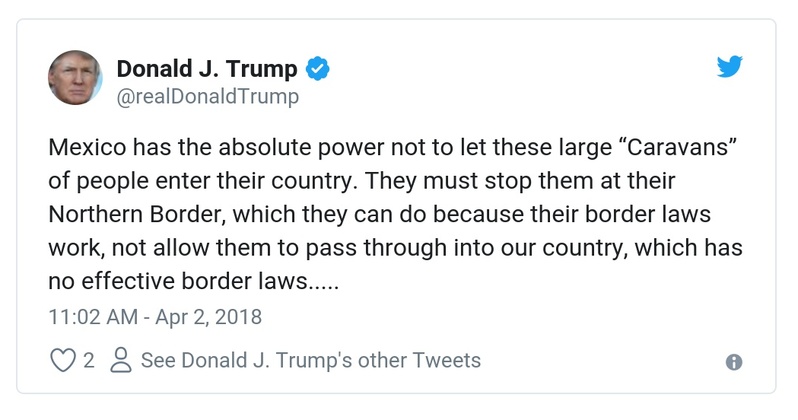 Donald J. Trump
@realDonaldTrump
Mexico has the absolute power not to let these large “Caravans”
of people enter their country. They must stop them at their
Northern Border, which they can do because their border laws
work, not allow them to pass through into our country, which has
no effective border laws.....
11:02 AM - Apr 2, 2018
2 See Donald J. Trump's other Tweets